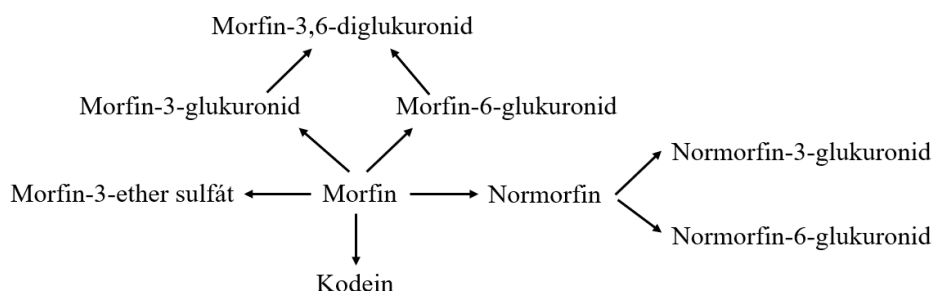 Morfin-3,6-diglukuronid
Morfin-3-glukuronid
Morfin-6-glukuronid
Normorfin-3-glukuronid
Morfin-3-ether sulfát
Morfin
Normorfin
Normorfin-6-glukuronid
Kodein